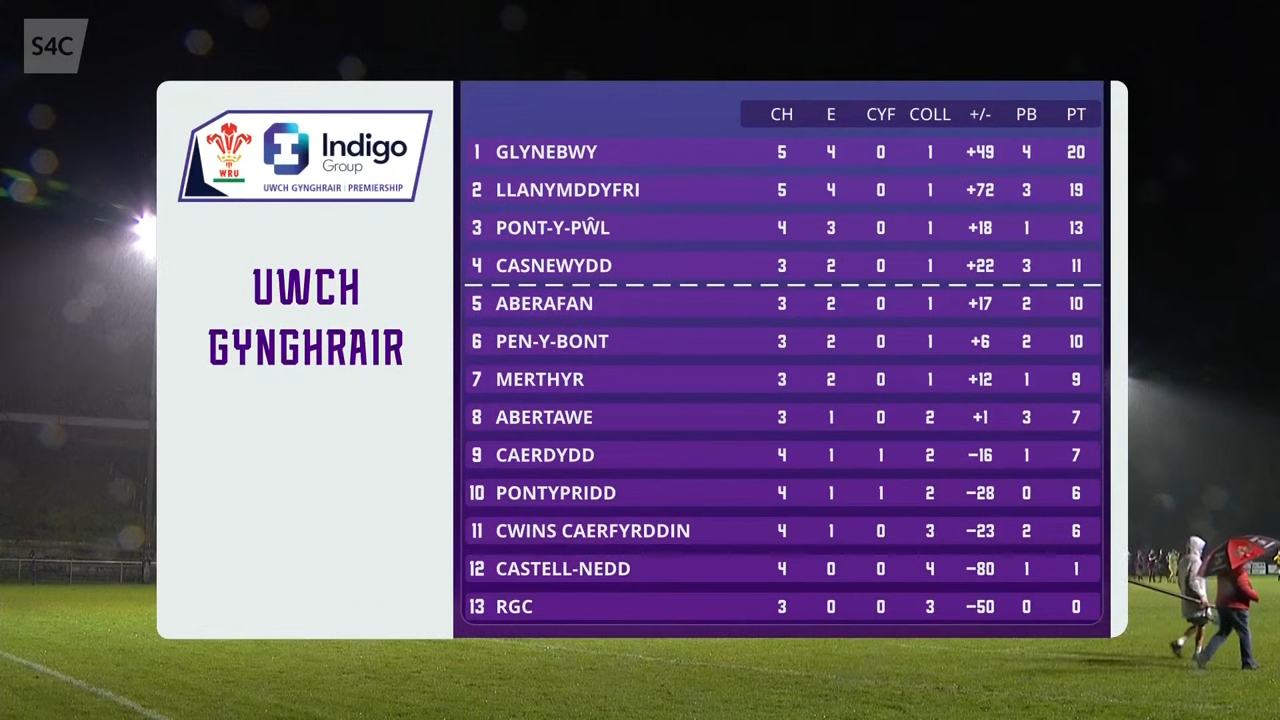 S4C
WRU
Indigo
Group
UWCH GYNGHRAIR | PREMIERSHIP
UWCH
GYNGHRAIR
CH E CYF COLL +/- PB PT
1 GLYNEBWY 5 4 0 1 +49 4 20
2 LLANYMDDYFRI 5 4 0 1 +72 3 19
3 PONT-Y-PŴL 4 3 0 1 +18 1 13
4 CASNEWYDD 3 2 0 1 +22 3 11
5 ABERAFAN 3 2 0 1 +17 2 10
6 PEN-Y-BONT 3 2 0 1 +6 2 10
7 MERTHYR 3 2 0 1 +12 1 9
8 ABERTAWE 3 1 0 2 +1 3 7
9 CAERDYDD 4 1 1 2 −16 1 7
10 PONTYPRIDD 4 1 1 2 −28 0 6
11 CWINS CAERFYRDDIN 4 1 0 3 −23 2 6
12 CASTELL-NEDD 4 0 0 4 −80 1 1
13 RGC 3 0 0 3 −50 0 0